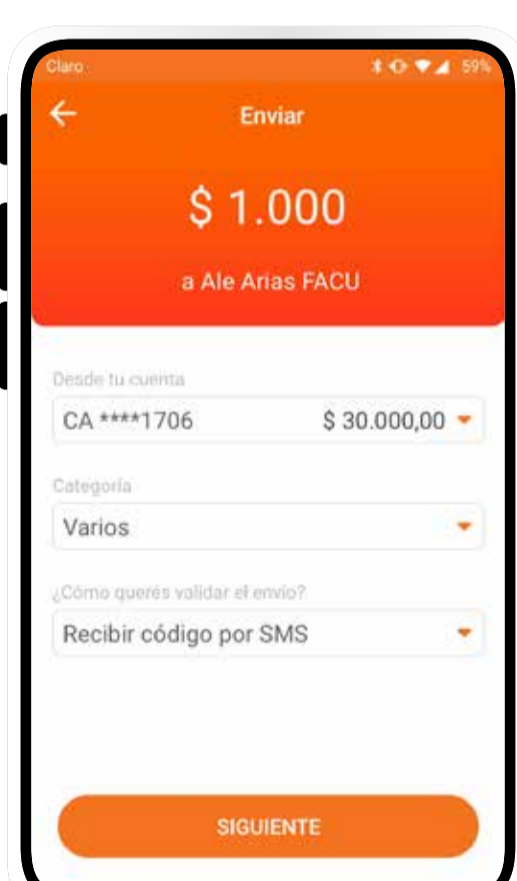 Claro 59%
Enviar
$ 1.000
a Ale Arias FACU
Desde tu cuenta
CA ****1706 $ 30.000,00
Categoría
Varios
¿Cómo querés validar el envío?
Recibir código por SMS
SIGUIENTE